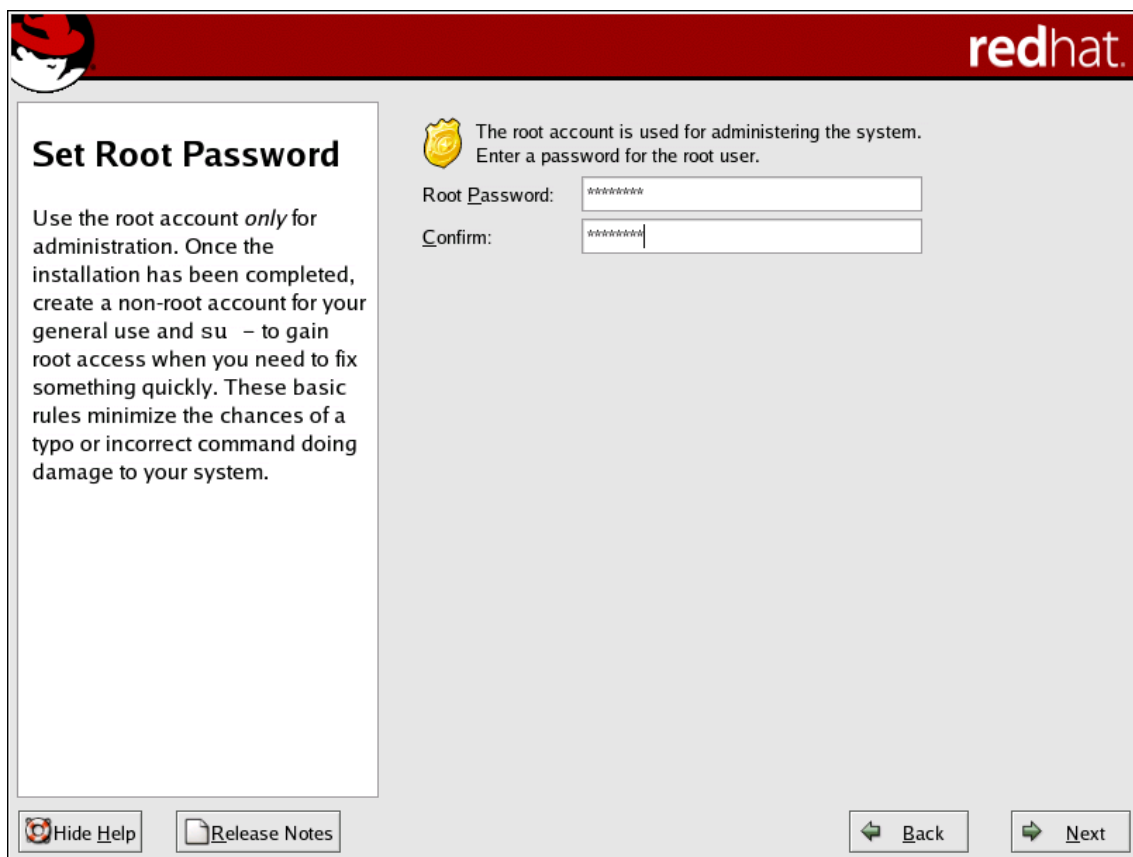 redhat.
Set Root Password
Use the root account only for
administration. Once the
installation has been completed,
create a non-root account for your
general use and su – to gain
root access when you need to fix
something quickly. These basic
rules minimize the chances of a
typo or incorrect command doing
damage to your system.
The root account is used for administering the system.
Enter a password for the root user.
Root Password: ********
Confirm: ********
Hide Help
Release Notes
Back
Next